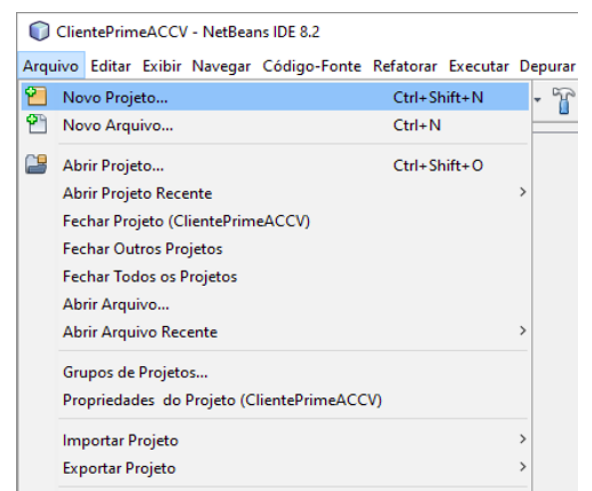 ClientePrimeACCV - NetBeans IDE 8.2
Arquivo Editar Exibir Navegar Código-Fonte Refatorar Executar Depurar
Novo Projeto... Ctrl+Shift+N
Novo Arquivo... Ctrl+N
Abrir Projeto... Ctrl+Shift+O
Abrir Projeto Recente
Fechar Projeto (ClientePrimeACCV)
Fechar Outros Projetos
Fechar Todos os Projetos
Abrir Arquivo...
Abrir Arquivo Recente
Grupos de Projetos...
Propriedades do Projeto (ClientePrimeACCV)
Importar Projeto
Exportar Projeto